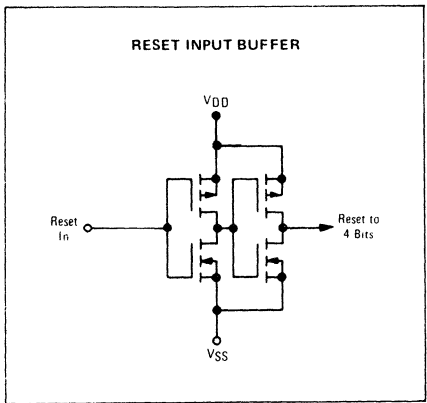 RESET INPUT BUFFER
VDD
Reset
In
Reset to
4 Bits
VSS